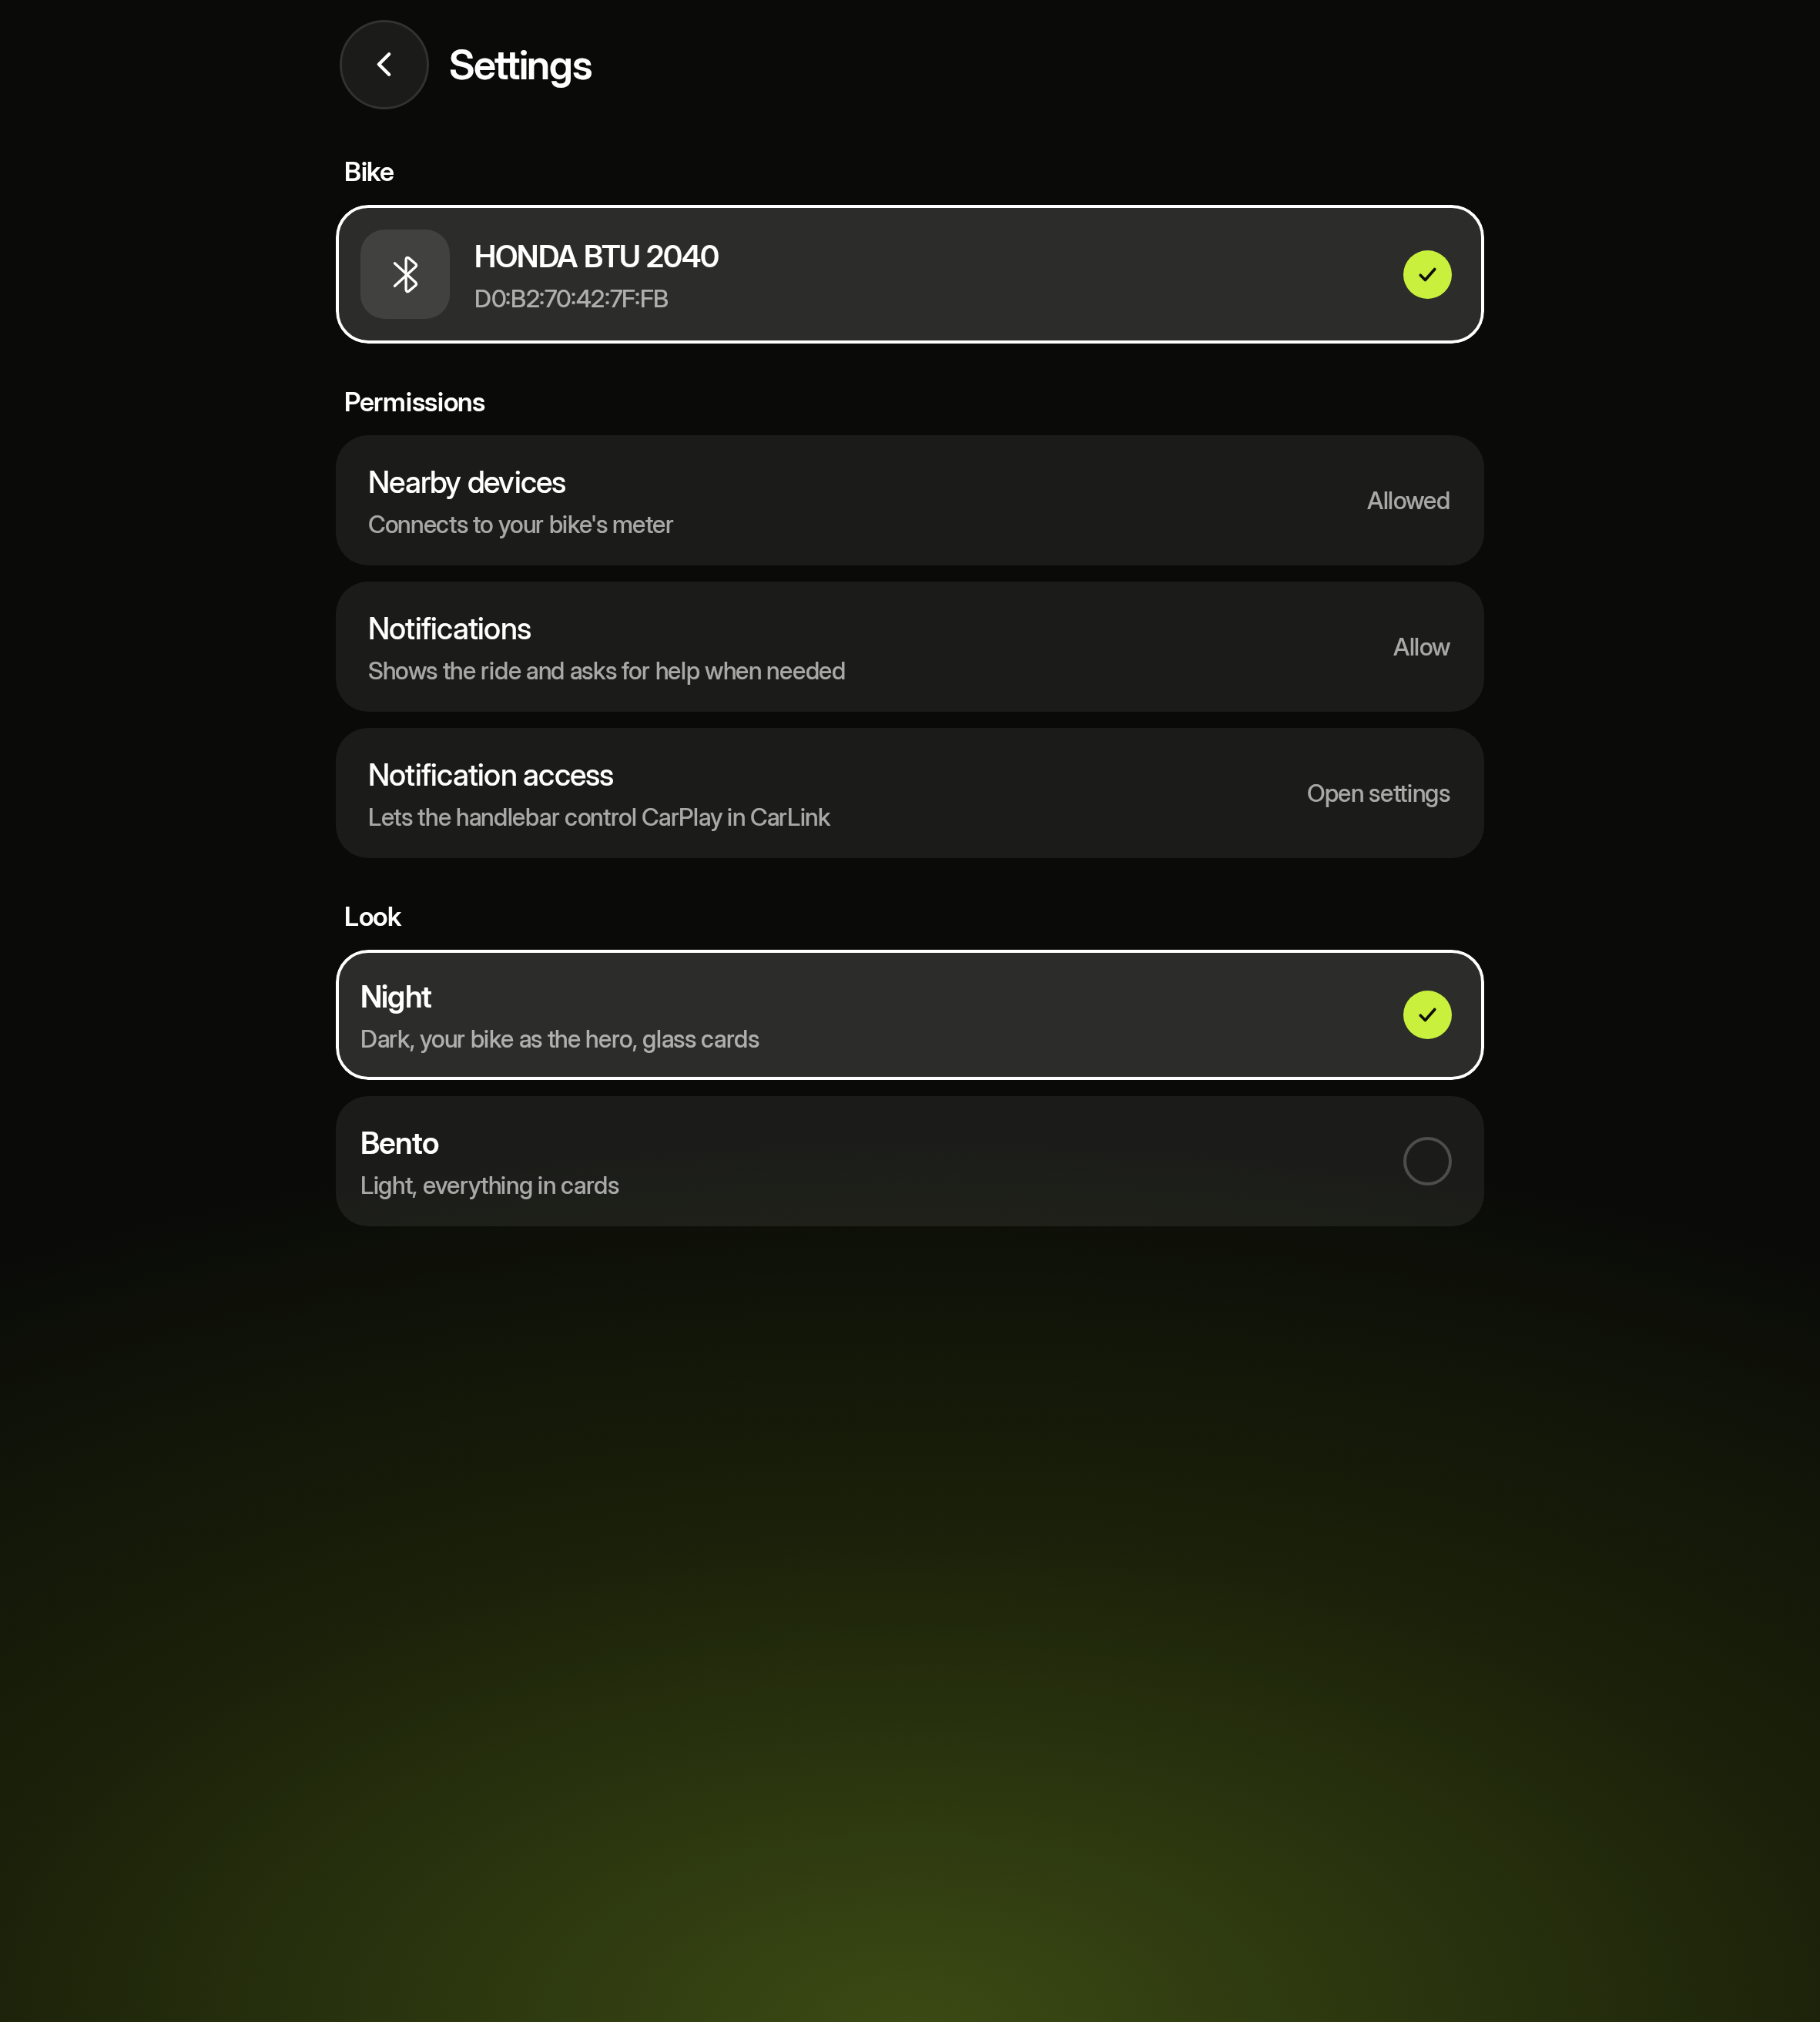 Settings
Bike
HONDA BTU 2040
D0:B2:70:42:7F:FB
Permissions
Nearby devices
Connects to your bike's meter
Allowed
Notifications
Shows the ride and asks for help when needed
Allow
Notification access
Lets the handlebar control CarPlay in CarLink
Open settings
Look
Night
Dark, your bike as the hero, glass cards
Bento
Light, everything in cards